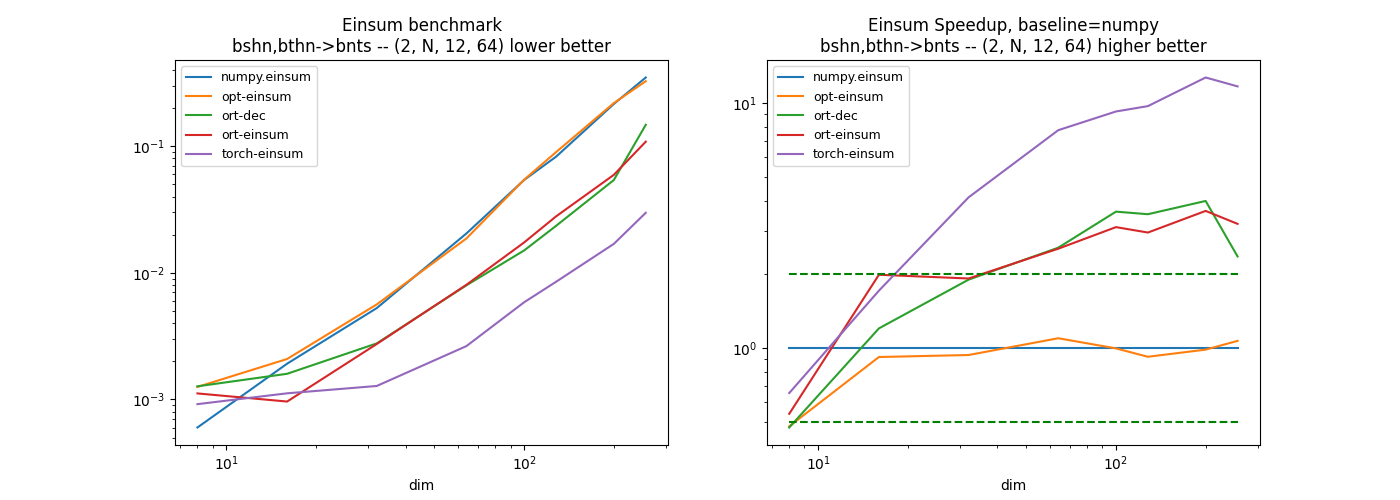 Einsum benchmark
bshn,bthn->bnts -- (2, N, 12, 64) lower better
numpy.einsum
opt-einsum
ort-dec
ort-einsum
torch-einsum
10⁻¹
10⁻²
10⁻³
10¹
10²
dim
Einsum Speedup, baseline=numpy
bshn,bthn->bnts -- (2, N, 12, 64) higher better
numpy.einsum
opt-einsum
ort-dec
ort-einsum
torch-einsum
10¹
10⁰
10¹
10²
dim